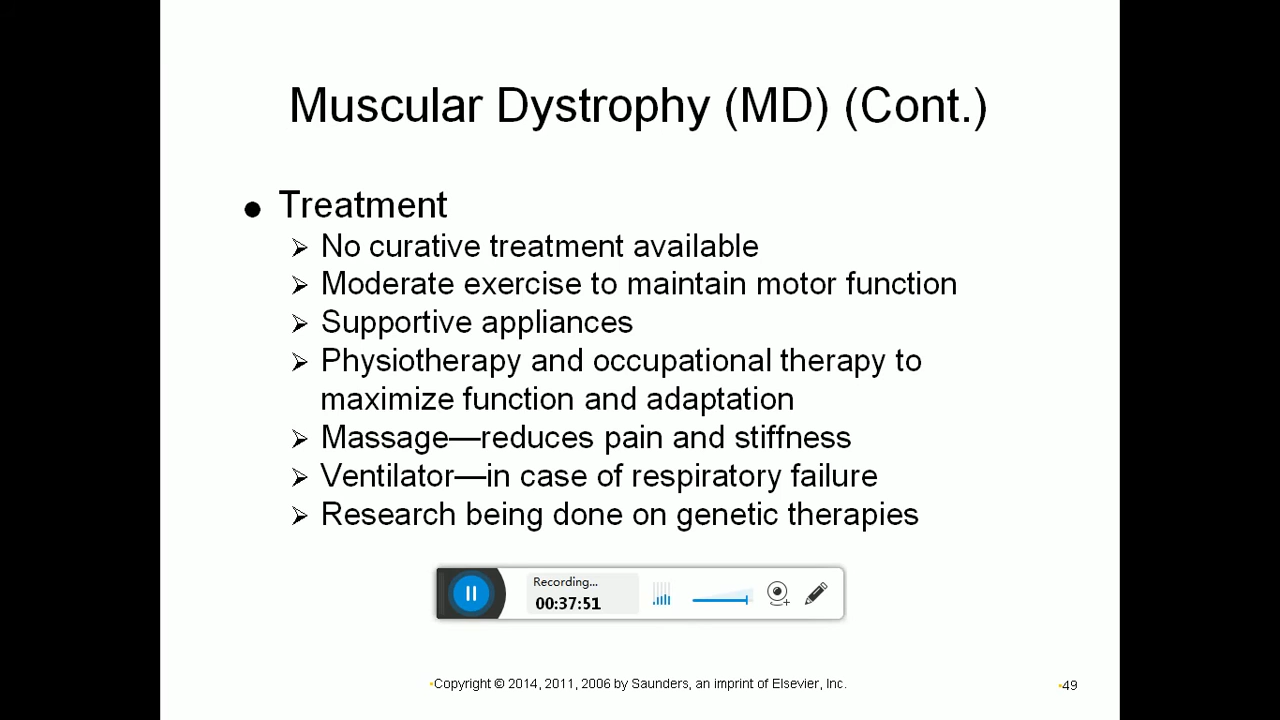 Muscular Dystrophy (MD) (Cont.)
● Treatment
➢ No curative treatment available
➢ Moderate exercise to maintain motor function
➢ Supportive appliances
➢ Physiotherapy and occupational therapy to
maximize function and adaptation
➢ Massage—reduces pain and stiffness
➢ Ventilator—in case of respiratory failure
➢ Research being done on genetic therapies
Recording...
00:37:51
•Copyright © 2014, 2011, 2006 by Saunders, an imprint of Elsevier, Inc.
•49